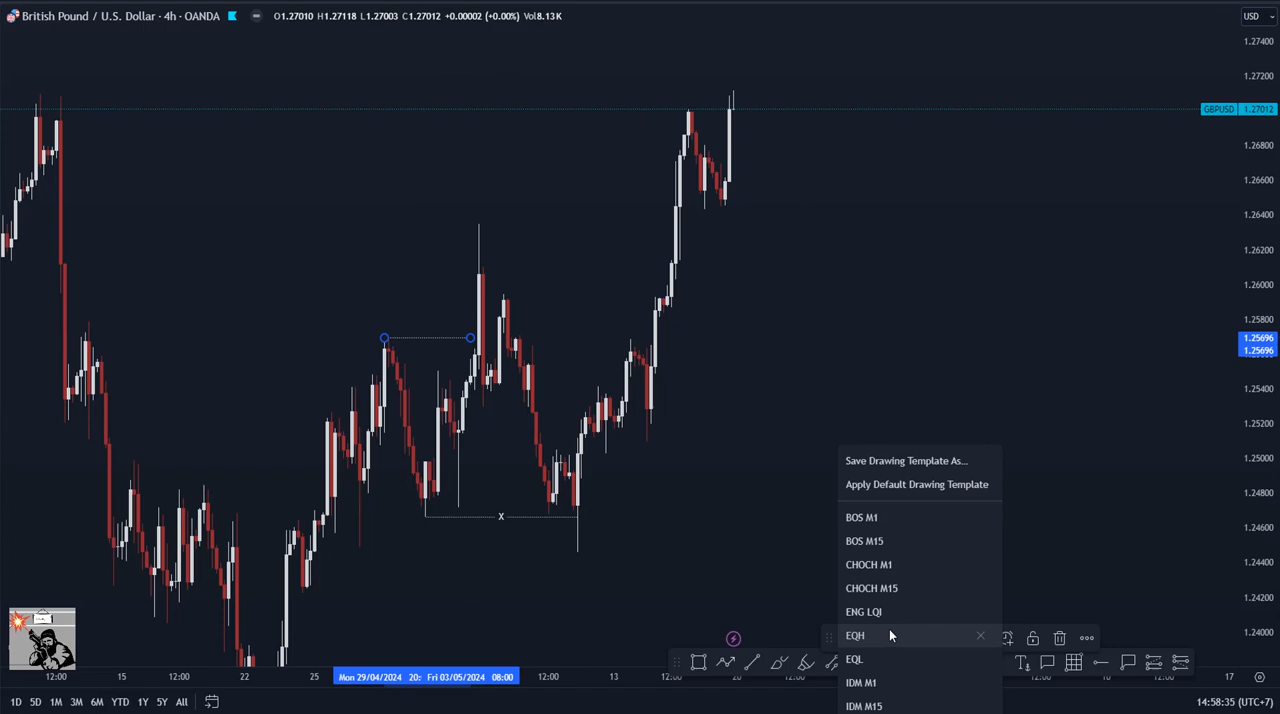 British Pound / U.S. Dollar · 4h · OANDA O1.27010 H1.27118 L1.27003 C1.27012 +0.00002 (+0.00%) Vol8.13K
USD
1.27400
1.27200
GBPUSD 1.27012
1.26800
1.26600
1.26400
1.26200
1.26000
1.25800
1.25696
1.25696
1.25400
1.25200
1.25000
1.24800
1.24600
1.24400
1.24200
1.24000
X
Save Drawing Template As...
Apply Default Drawing Template
BOS M1
BOS M15
CHOCH M1
CHOCH M15
ENG LQI
EQH
EQL
IDM M1
IDM M15
12:00 15 12:00 22 25 Mon 29/04/2024 20: Fri 03/05/2024 08:00 12:00 13 12:00 20 12:00 10 12:00 17
1D 5D 1M 3M 6M YTD 1Y 5Y All
14:58:35 (UTC+7)